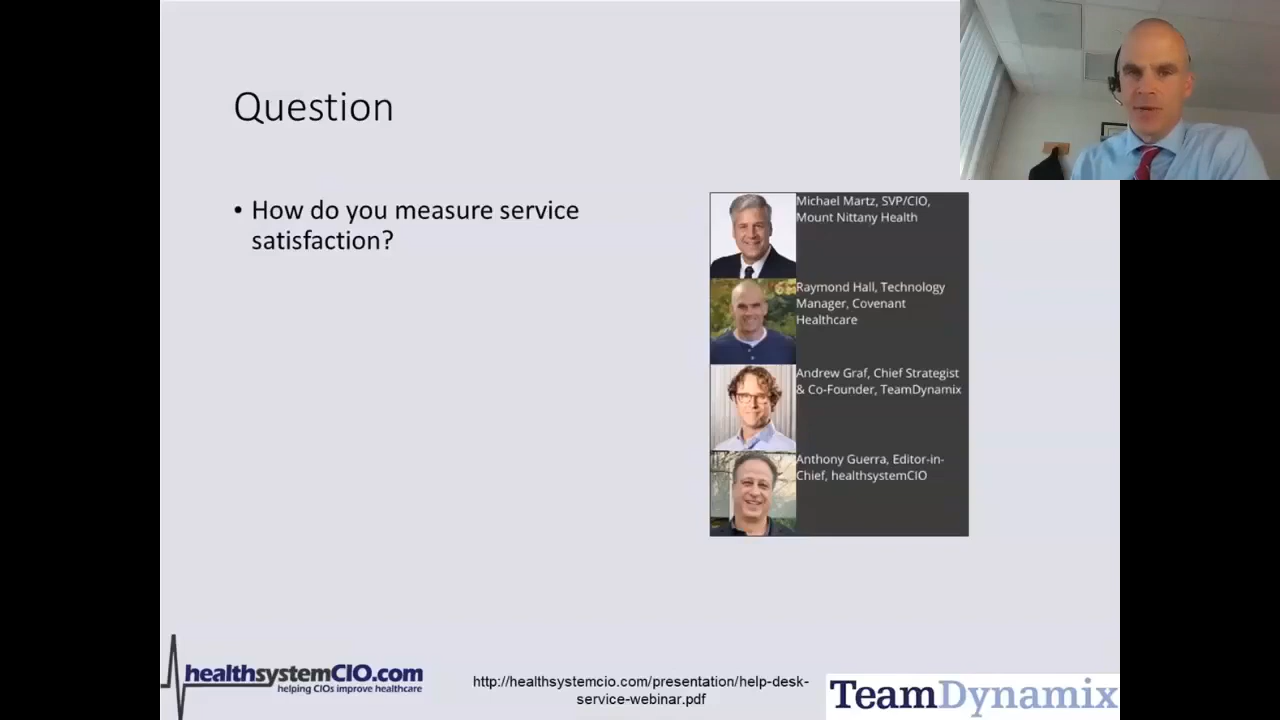 Question
• How do you measure service
satisfaction?
Michael Martz, SVP/CIO,
Mount Nittany Health
Raymond Hall, Technology
Manager, Covenant
Healthcare
Andrew Graf, Chief Strategist
& Co-Founder, TeamDynamix
Anthony Guerra, Editor-in-
Chief, healthsystemCIO
healthsystemCIO.com
helping CIOs improve healthcare
http://healthsystemcio.com/presentation/help-desk-
service-webinar.pdf
TeamDynamix